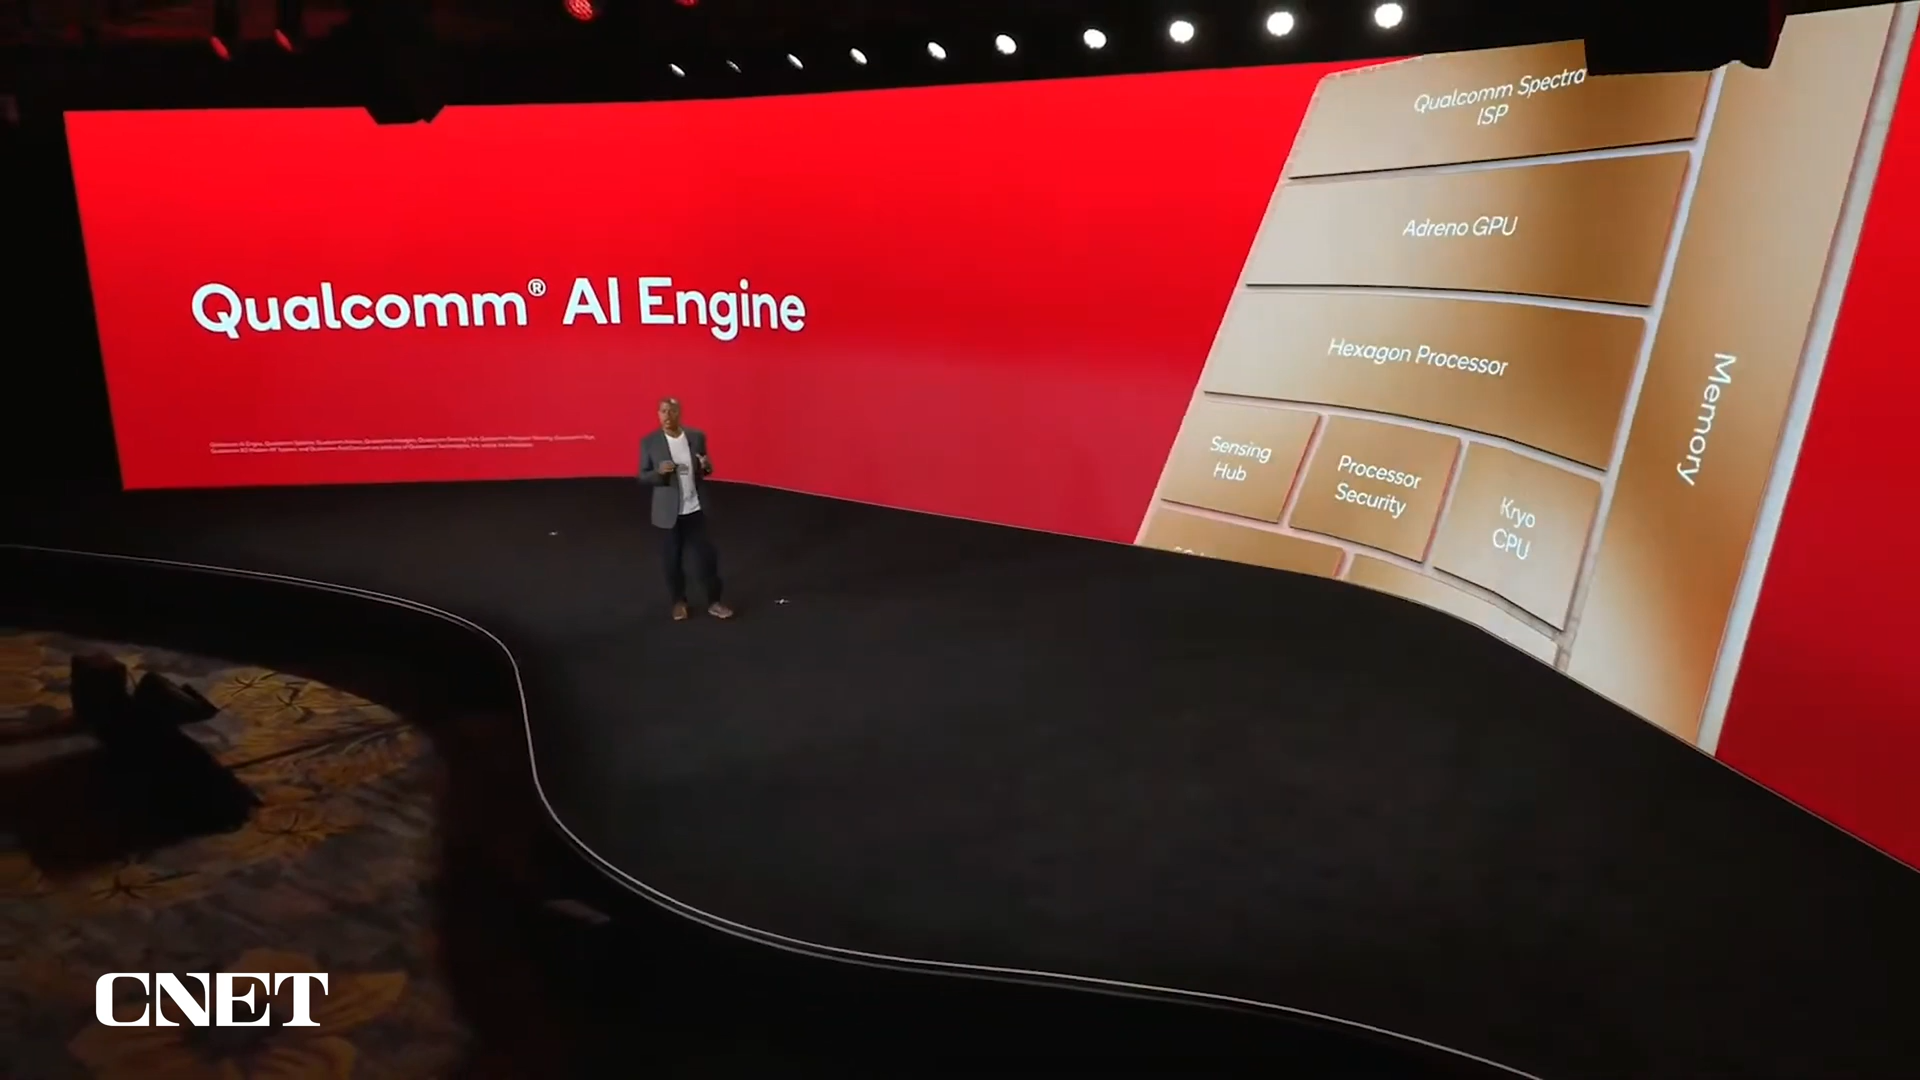 Qualcomm® AI Engine
Qualcomm Spectra
ISP
Adreno GPU
Hexagon Processor
Sensing
Hub
Processor
Security
Kryo
CPU
Memory
CNET